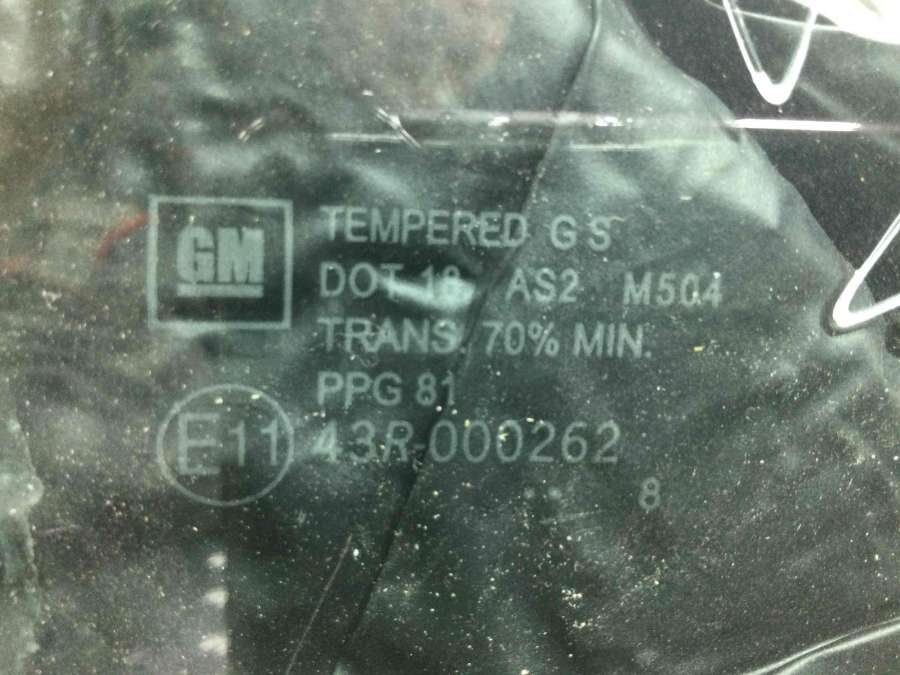 GM
TEMPERED G S
DOT 18 AS2 M504
TRANS. 70% MIN.
PPG 81
E11 43R-000262
8